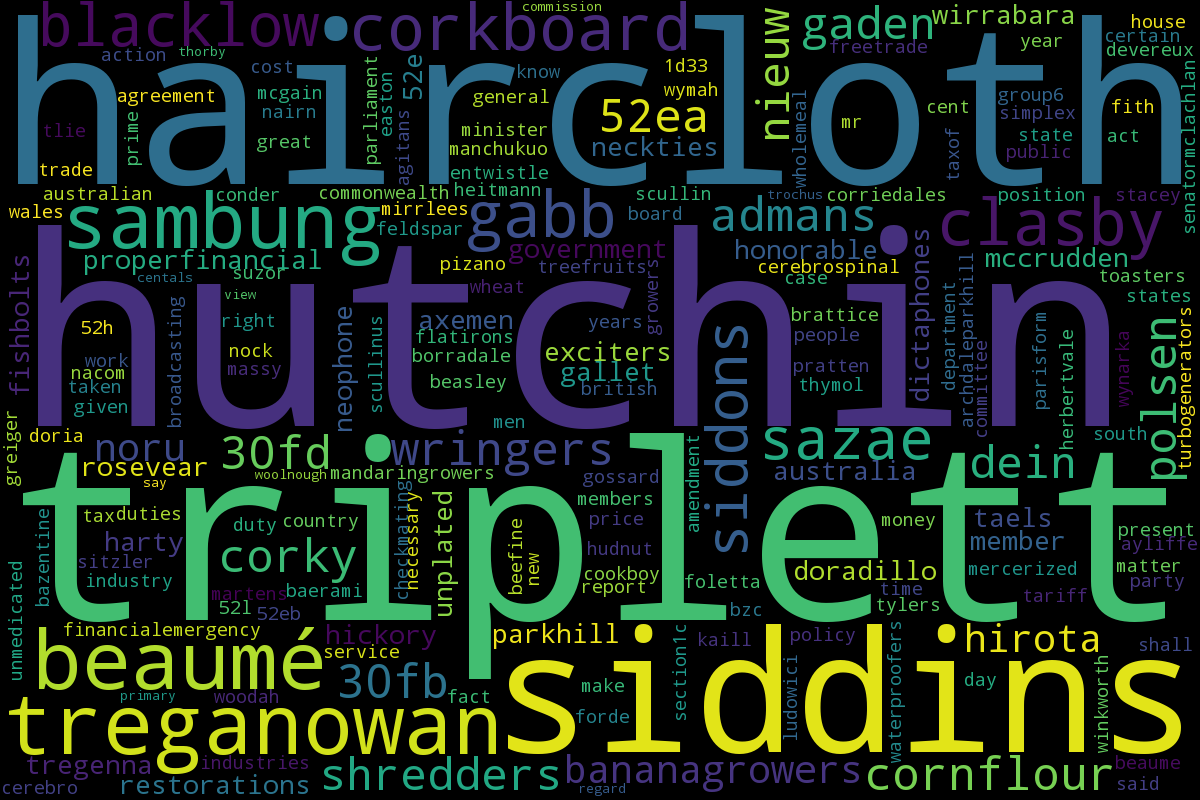 commission
blacklow
corkboard
gaden
wirrabara
house
certain
year
devereux
action
thorby
cost
know
1d33
freetrade
haircloth
agreement
mcgain
nairn
great
prime
tlie
trade
parliament
easton
52e
agitans
general
wymah
52ea
neckties
minister
manchukuo
entwistle
heitmann
nieuw
wholemeal
mr
cent
taxof
group6
simplex
state
public
fith
act
senatormclachlan
australian
conder
commonwealth
scullin
trochus
corriedales
position
stacey
wales
sambung
mirrlees
feldspar
gabb
board
admans
clasby
government
honorable
properfinancial
suzor
centals
view
pizano
treefruits
wheat
growers
cerebrospinal
case
mccrudden
toasters
states
fishbolts
hutchin
52h
work
nacom
taken
given
broadcasting
right
nock
massy
neophone
scullinus
axemen
flatirons
borradale
beasley
years
exciters
gallet
british
men
brattice
people
pratten
thymol
dictaphones
department
archdaleparkhill
committee
parisform
herbertvale
wynarka
turbogenerators
polsen
south
greiger
doria
noru
30fd
wringers
siddons
sazae
dein
rosevear
say
woolnough
mandaringrowers
gossard
australia
triplett
tax
duties
duty
country
harty
sitzler
industry
bazentine
unmedicated
corky
martens
baerami
52l
52eb
checkmating
necessary
unplated
beefine
new
members
price
hudnut
cookboy
report
amendment
foletta
bzc
money
doradillo
time
tylers
taels
member
mercerized
tariff
present
ayliffe
matter
party
financialemergency
hickory
service
parkhill
kaill
policy
hirota
shall
beaumé
30fb
fact
make
forde
section1c
ludowici
waterproofers
day
winkworth
siddins
primary
woodah
treganowan
tregenna
industries
cerebro
restorations
shredders
bananagrowers
regard
cornflour
beaume
said